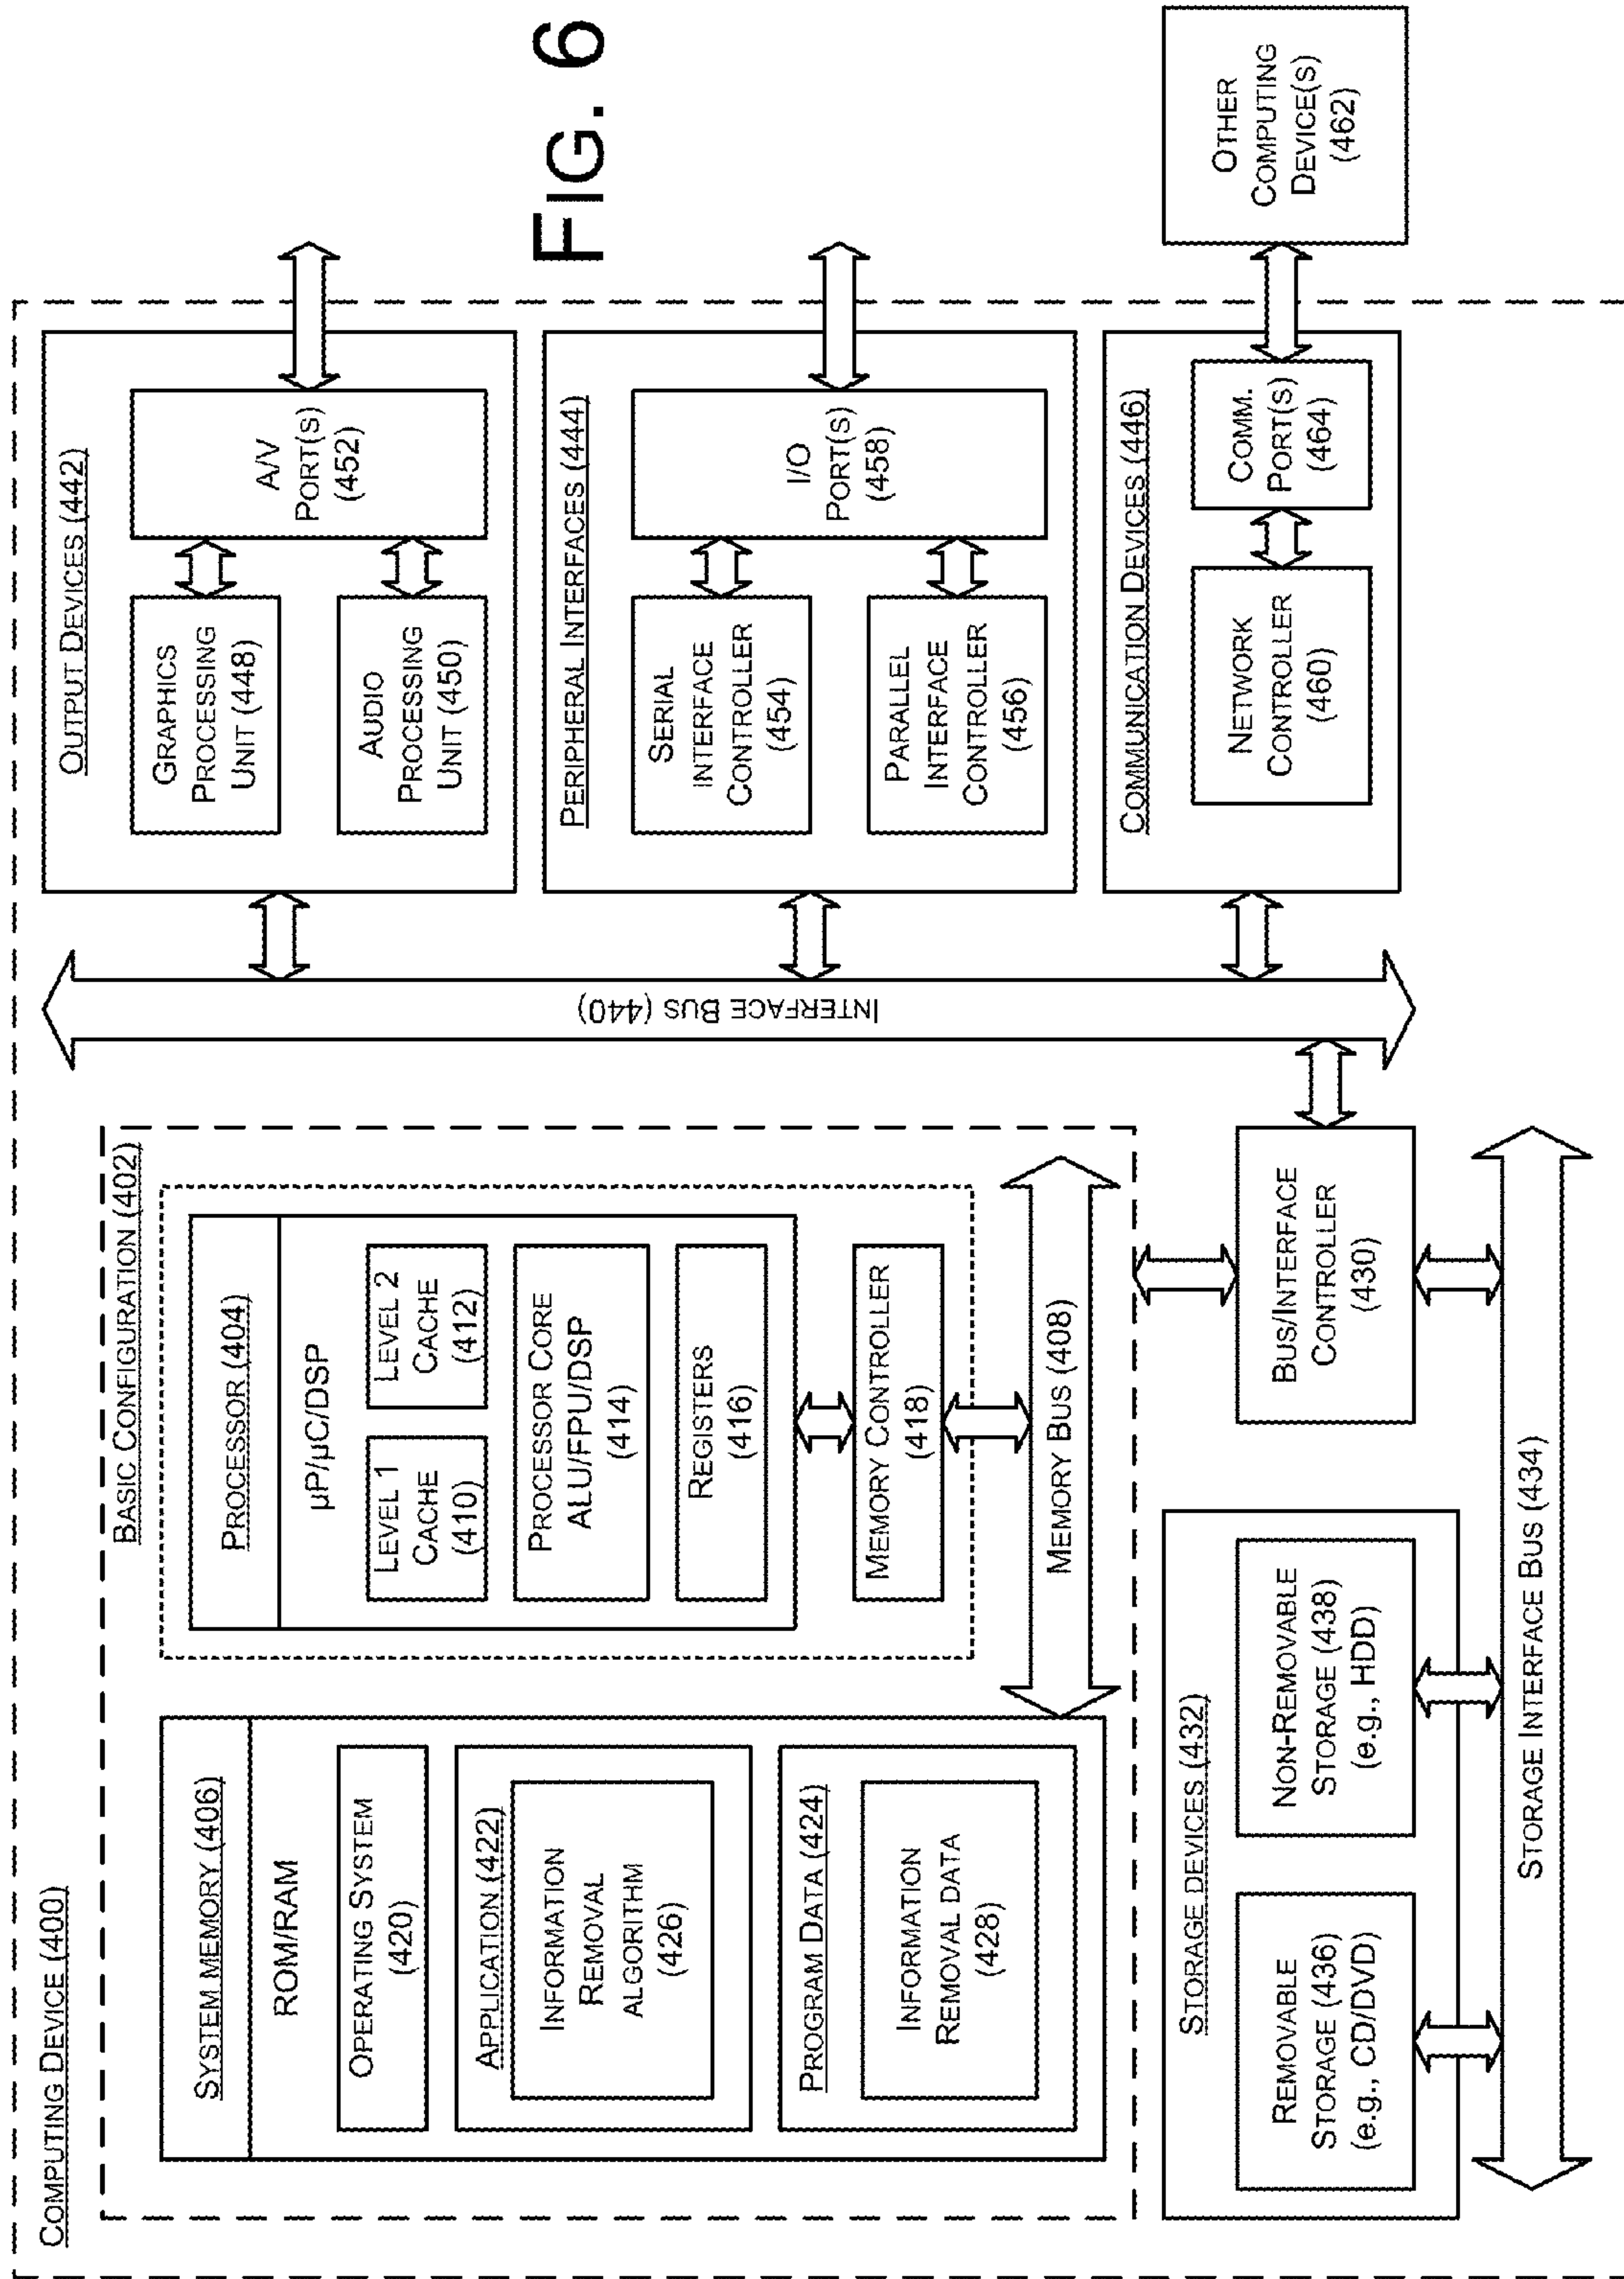 COMPUTING DEVICE (400)
BASIC CONFIGURATION (402)
SYSTEM MEMORY (406)
ROM/RAM
OPERATING SYSTEM
(420)
APPLICATION (422)
INFORMATION
REMOVAL
ALGORITHM
(426)
PROGRAM DATA (424)
INFORMATION
REMOVAL DATA
(428)
PROCESSOR (404)
µP/µC/DSP
LEVEL 1
CACHE
(410)
LEVEL 2
CACHE
(412)
PROCESSOR CORE
ALU/FPU/DSP
(414)
REGISTERS
(416)
MEMORY CONTROLLER
(418)
MEMORY BUS (408)
STORAGE DEVICES (432)
REMOVABLE
STORAGE (436)
(e.g., CD/DVD)
NON-REMOVABLE
STORAGE (438)
(e.g., HDD)
BUS/INTERFACE
CONTROLLER
(430)
STORAGE INTERFACE BUS (434)
INTERFACE BUS (440)
OUTPUT DEVICES (442)
GRAPHICS
PROCESSING
UNIT (448)
AUDIO
PROCESSING
UNIT (450)
A/V
PORT(S)
(452)
PERIPHERAL INTERFACES (444)
SERIAL
INTERFACE
CONTROLLER
(454)
PARALLEL
INTERFACE
CONTROLLER
(456)
I/O
PORT(S)
(458)
COMMUNICATION DEVICES (446)
NETWORK
CONTROLLER
(460)
COMM.
PORT(S)
(464)
OTHER
COMPUTING
DEVICE(S)
(462)
FIG. 6